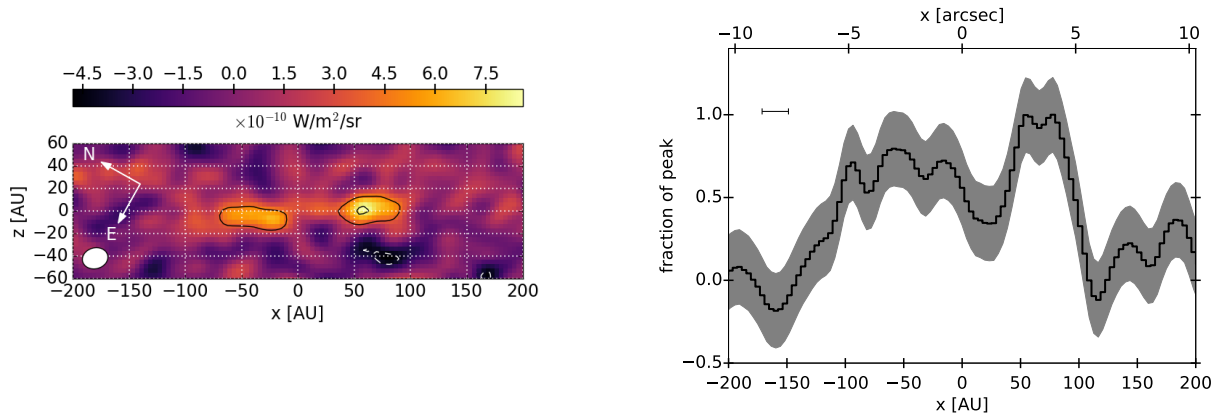 −4.5 −3.0 −1.5 0.0 1.5 3.0 4.5 6.0 7.5
×10⁻¹⁰ W/m²/sr
60
40
20
0
−20
−40
−60
z [AU]
N
E
−200 −150 −100 −50 0 50 100 150 200
x [AU]
x [arcsec]
−10 −5 0 5 10
1.0
0.5
0.0
−0.5
fraction of peak
−200 −150 −100 −50 0 50 100 150 200
x [AU]